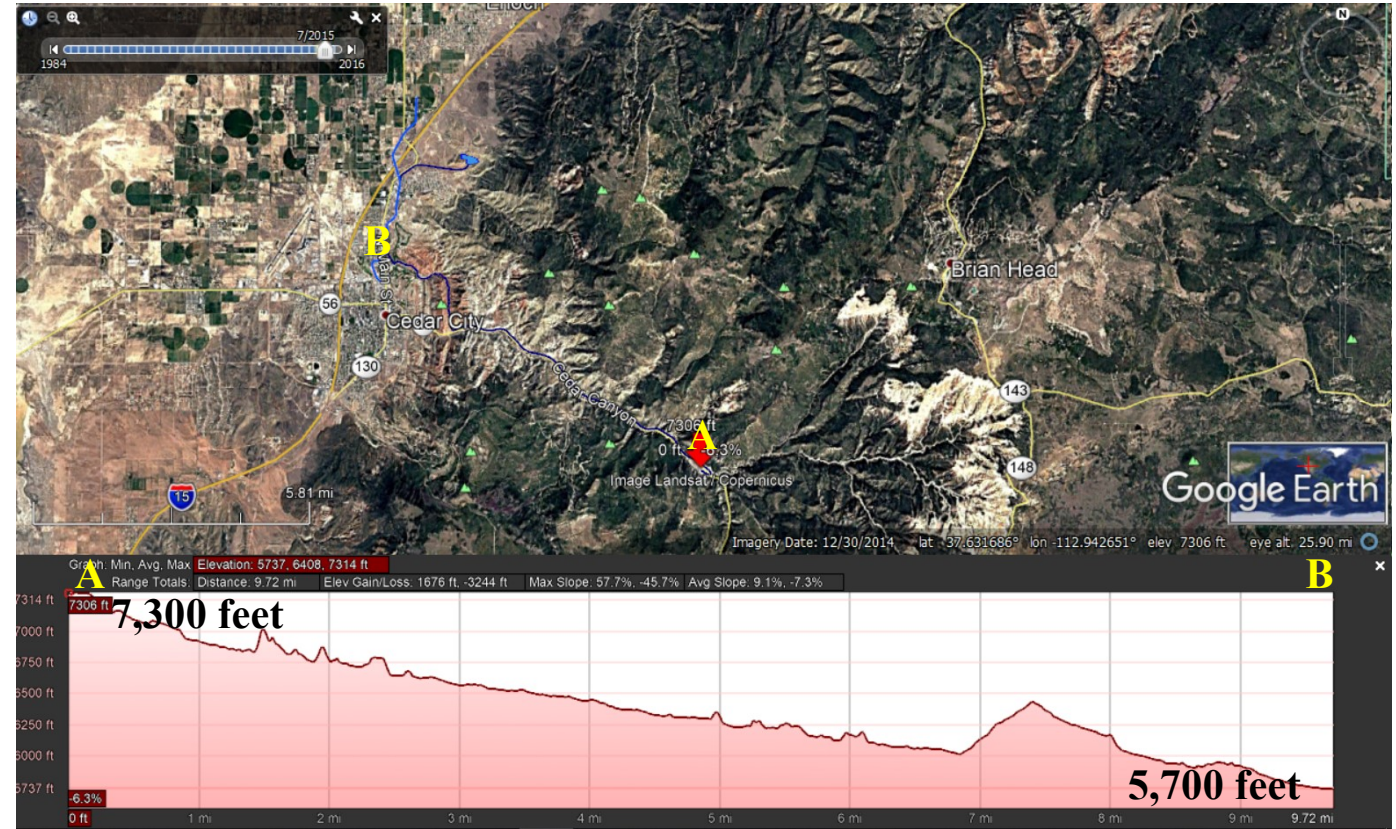 Enoch
7/2015
1984 2016
N
B
Main St
56
Cedar City
130
Brian Head
Cedar Canyon
143
7306 ft
A
148
Image Landsat / Copernicus
15
5.81 mi
Google Earth
Imagery Date: 12/30/2014 lat 37.631686° lon -112.942651° elev 7306 ft eye alt 25.90 mi
Graph: Min, Avg, Max Elevation: 5737, 6408, 7314 ft
A B
Range Totals: Distance: 9.72 mi Elev Gain/Loss: 1676 ft, -3244 ft Max Slope: 57.7%, -45.7% Avg Slope: 9.1%, -7.3%
7314 ft
7306 ft
7,300 feet
7000 ft
6750 ft
6500 ft
6250 ft
6000 ft
5737 ft
5,700 feet
-6.3%
0 ft 1 mi 2 mi 3 mi 4 mi 5 mi 6 mi 7 mi 8 mi 9 mi 9.72 mi